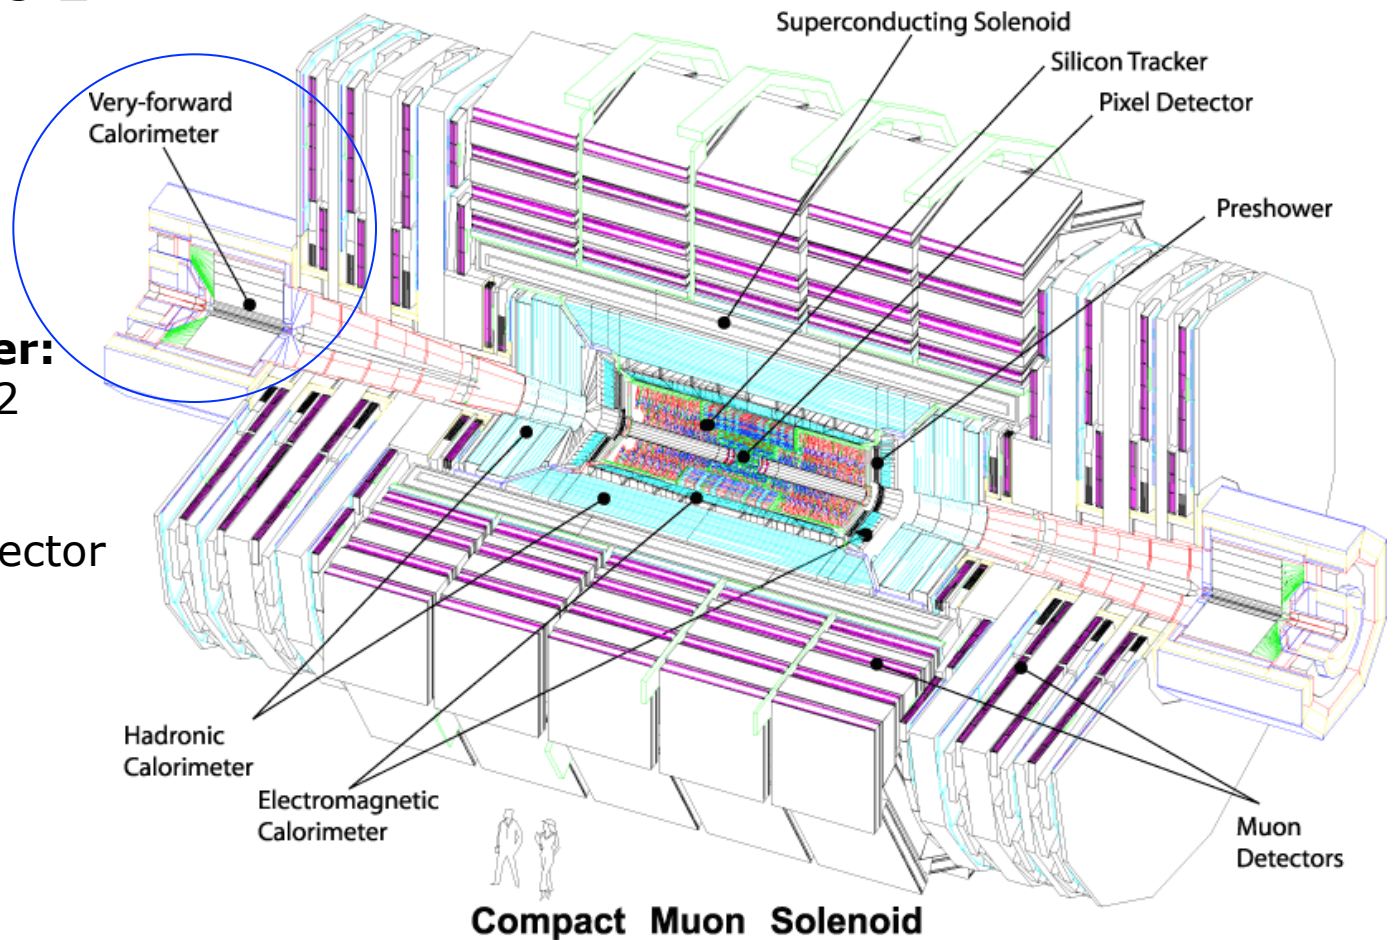 Superconducting Solenoid
Silicon Tracker
Pixel Detector
Very-forward
Calorimeter
Preshower
er:
2
ector
Hadronic
Calorimeter
Electromagnetic
Calorimeter
Muon
Detectors
Compact Muon Solenoid